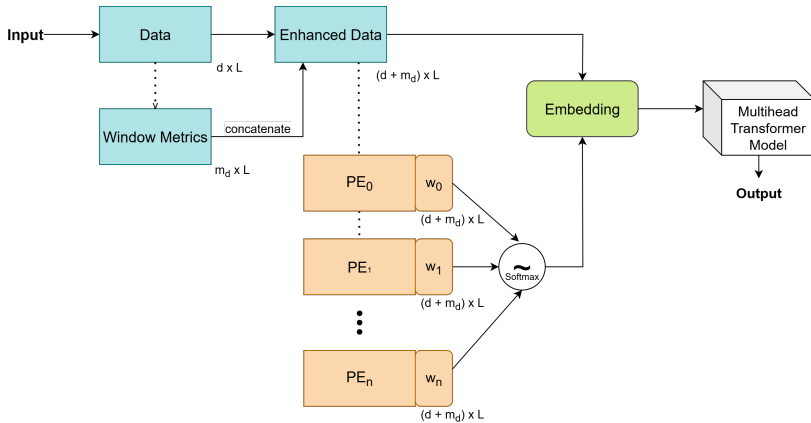 Input
Data
Enhanced Data
d x L
(d + m_d) x L
Window Metrics
concatenate
m_d x L
Embedding
Multihead
Transformer
Model
Output
PE_0
w_0
(d + m_d) x L
PE_1
w_1
~
Softmax
(d + m_d) x L
PE_n
w_n
(d + m_d) x L